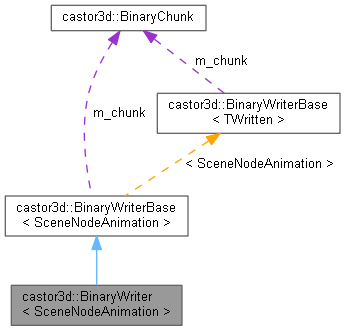 castor3d::BinaryChunk
m_chunk
m_chunk
castor3d::BinaryWriterBase
< TWritten >
< SceneNodeAnimation >
castor3d::BinaryWriterBase
< SceneNodeAnimation >
castor3d::BinaryWriter
< SceneNodeAnimation >